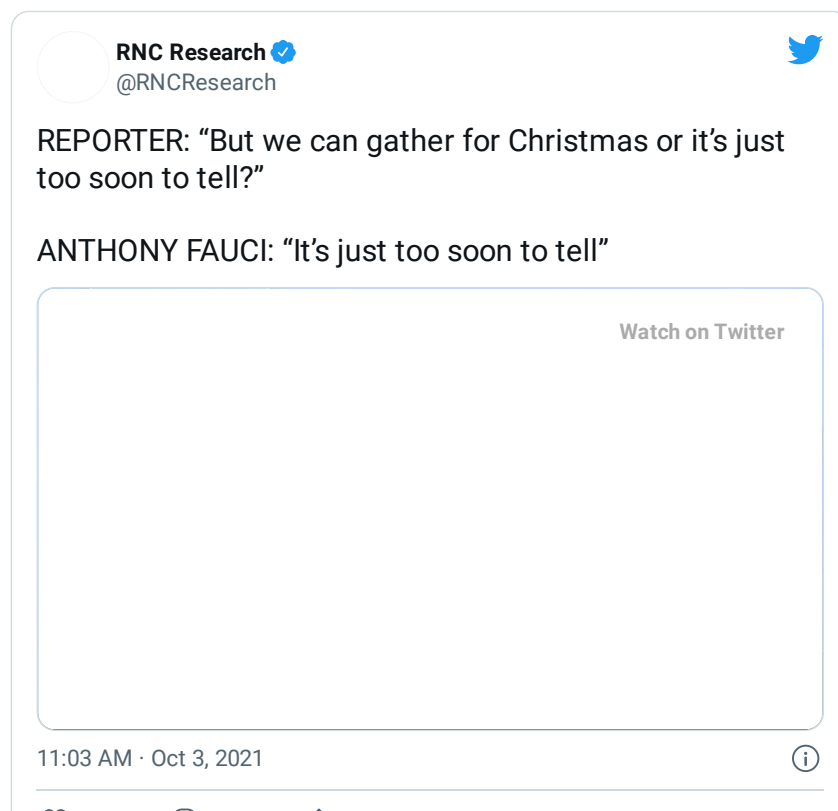 RNC Research
@RNCResearch
REPORTER: “But we can gather for Christmas or it’s just
too soon to tell?”
ANTHONY FAUCI: “It’s just too soon to tell”
Watch on Twitter
11:03 AM · Oct 3, 2021